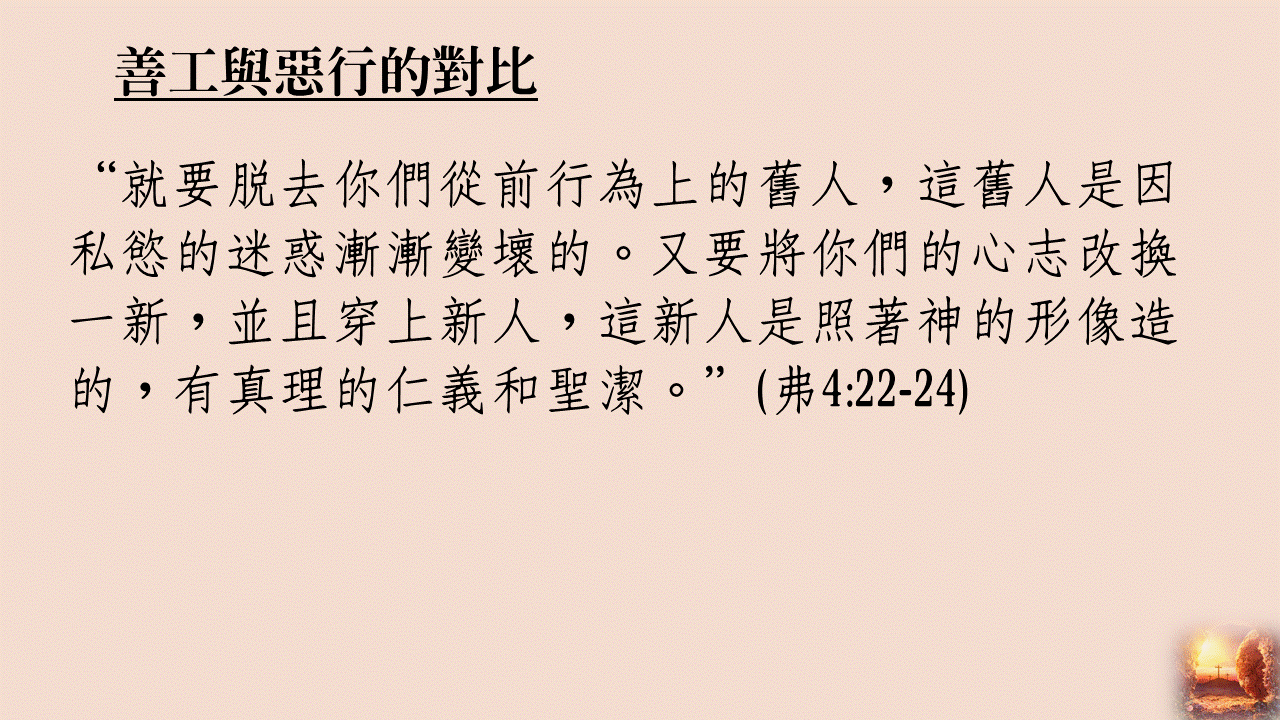 善工與惡行的對比
“就要脫去你們從前行為上的舊人，這舊人是因
私慾的迷惑漸漸變壞的。又要將你們的心志改換
一新，並且穿上新人，這新人是照著神的形像造
的，有真理的仁義和聖潔。”(弗4:22-24)